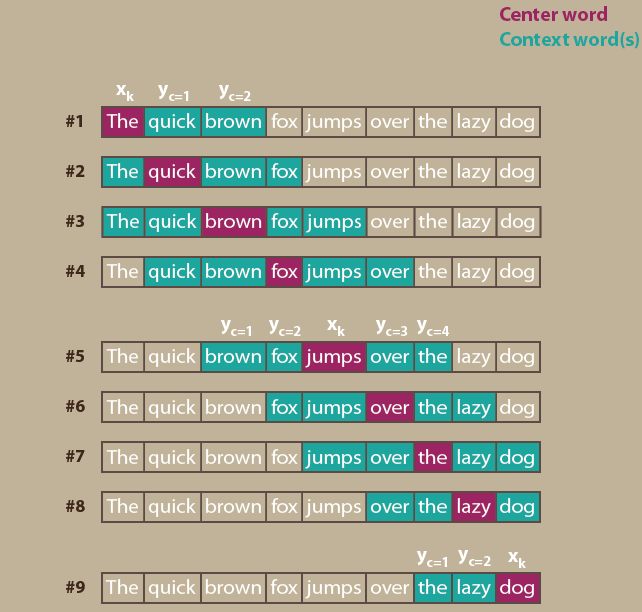 Center word
Context word(s)
xk yc=1 yc=2
#1 The quick brown fox jumps over the lazy dog
#2 The quick brown fox jumps over the lazy dog
#3 The quick brown fox jumps over the lazy dog
#4 The quick brown fox jumps over the lazy dog
yc=1 yc=2 xk yc=3 yc=4
#5 The quick brown fox jumps over the lazy dog
#6 The quick brown fox jumps over the lazy dog
#7 The quick brown fox jumps over the lazy dog
#8 The quick brown fox jumps over the lazy dog
yc=1 yc=2 xk
#9 The quick brown fox jumps over the lazy dog